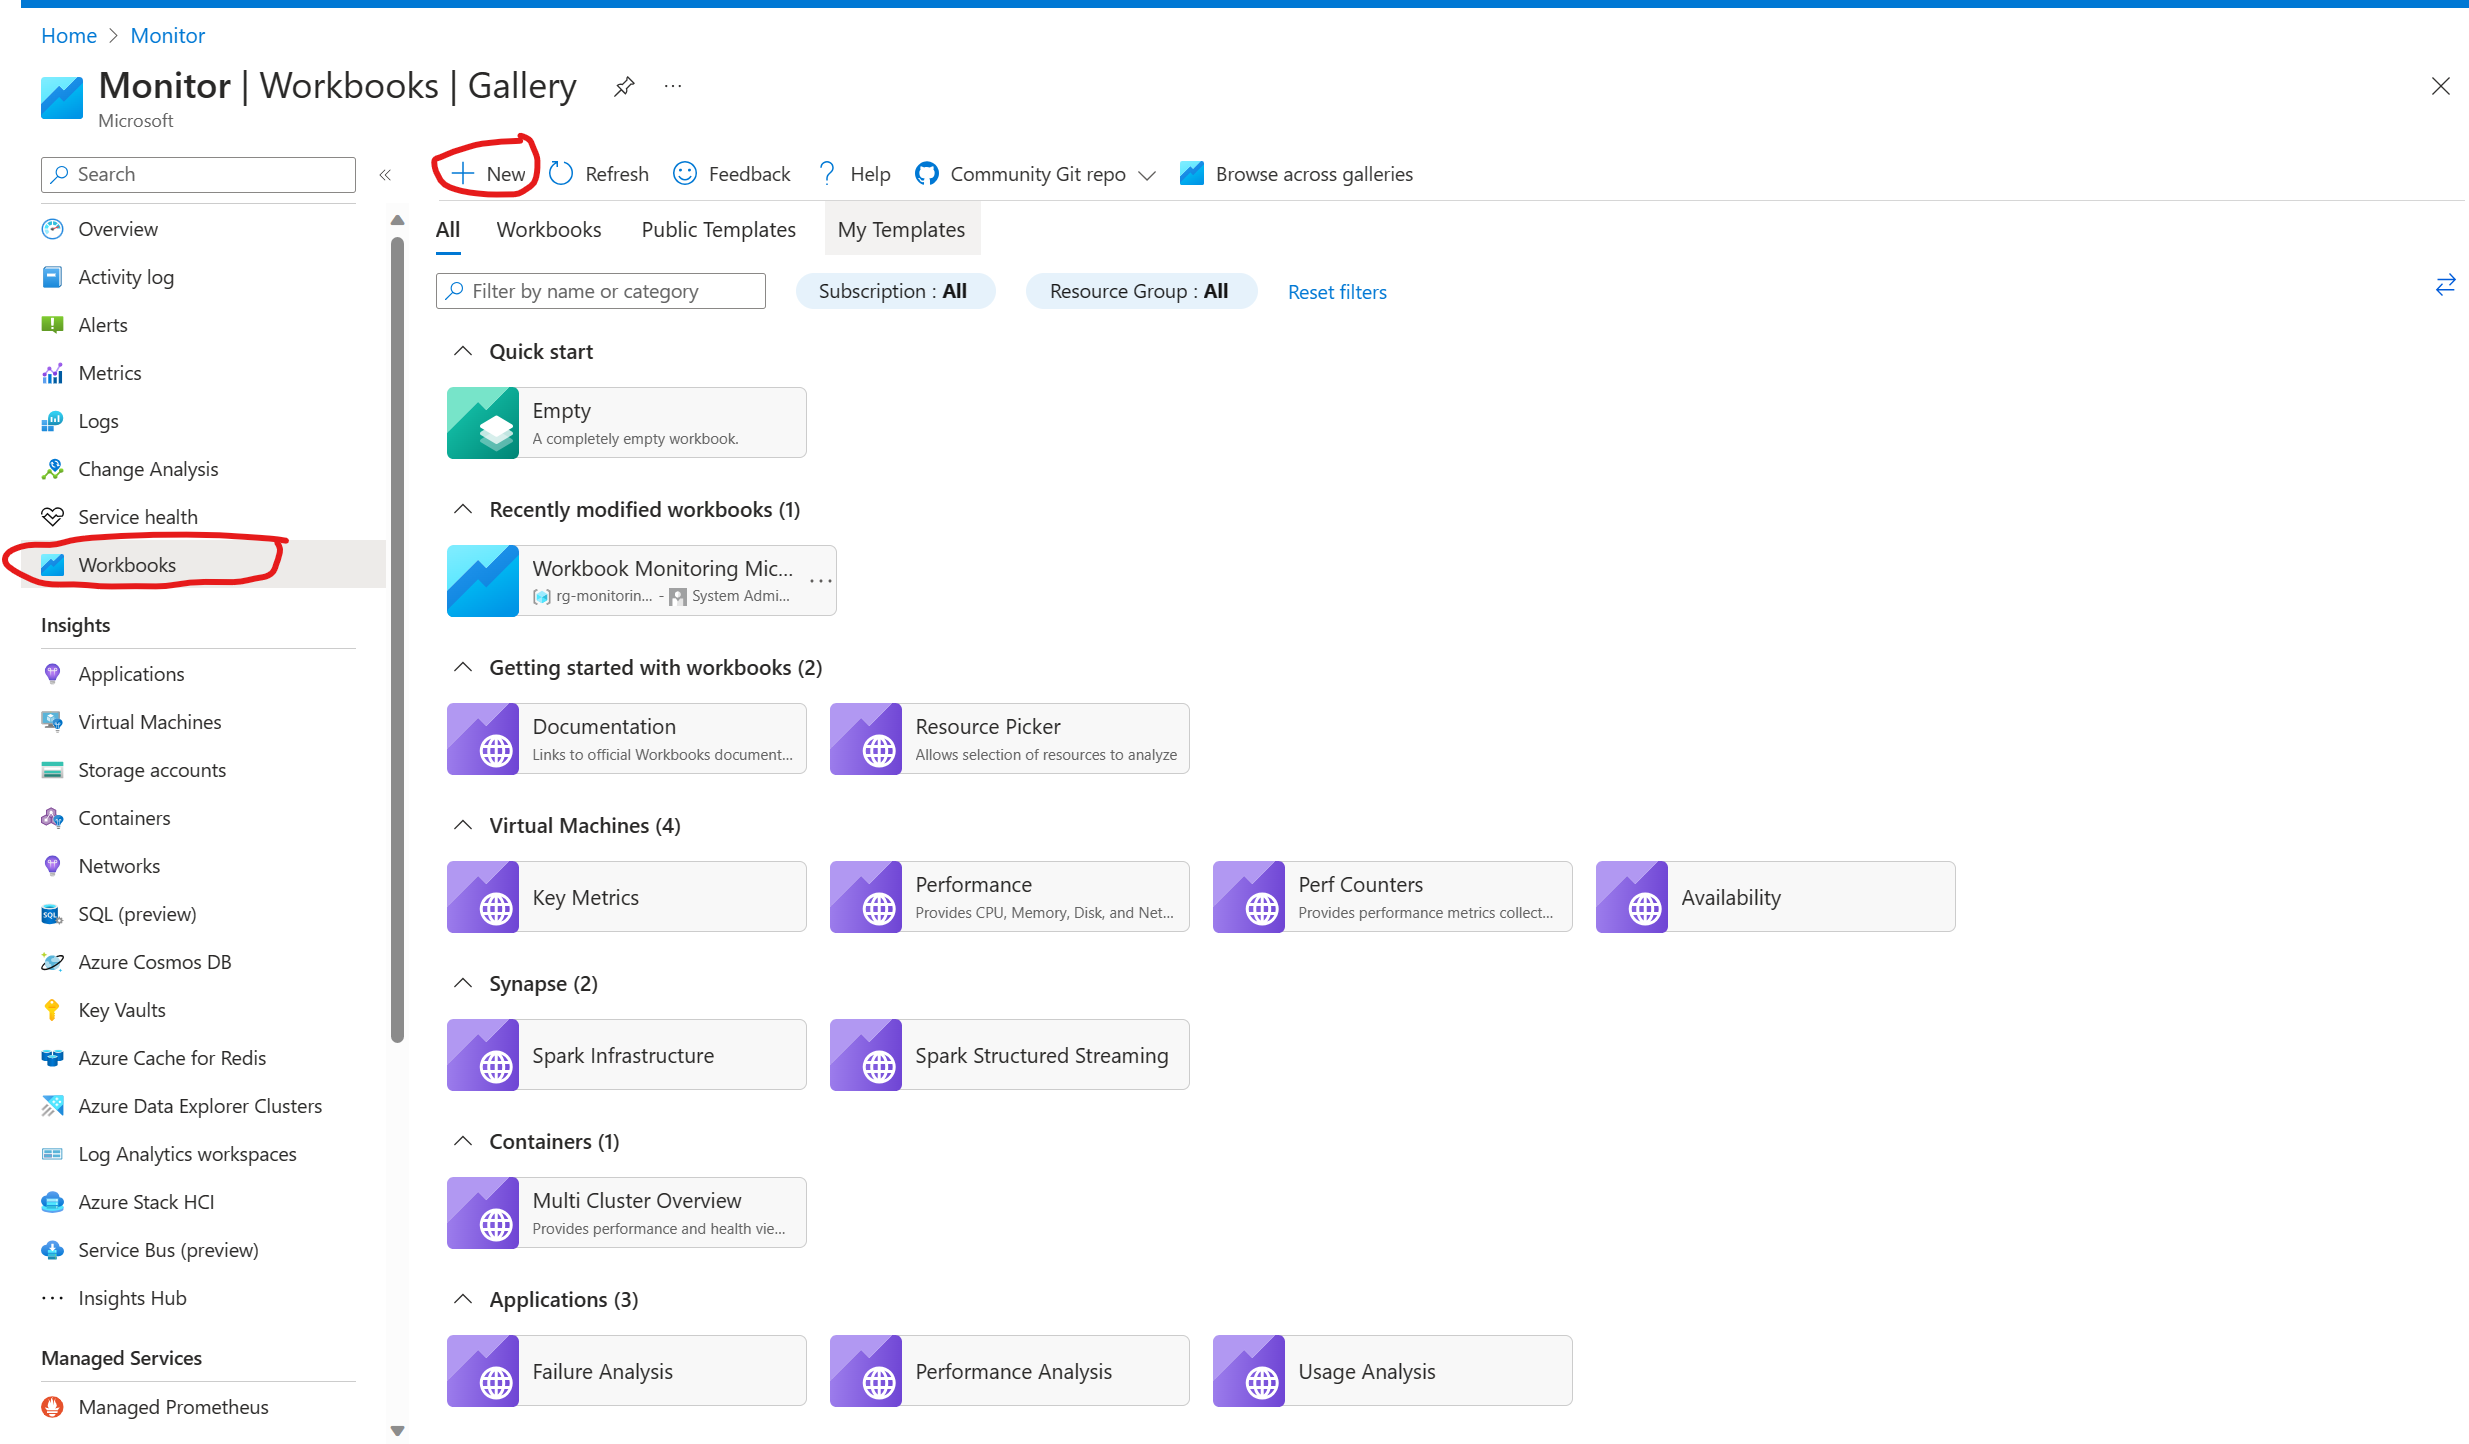 Home > Monitor
Monitor | Workbooks | Gallery ...
Microsoft
Search
«
New Refresh Feedback ? Help Community Git repo Browse across galleries
Overview
Activity log
Alerts
Metrics
Logs
Change Analysis
Service health
Workbooks
Insights
Applications
Virtual Machines
Storage accounts
Containers
Networks
SQL (preview)
Azure Cosmos DB
Key Vaults
Azure Cache for Redis
Azure Data Explorer Clusters
Log Analytics workspaces
Azure Stack HCI
Service Bus (preview)
Insights Hub
Managed Services
Managed Prometheus
All Workbooks Public Templates My Templates
Filter by name or category Subscription : All Resource Group : All Reset filters
Quick start
Empty
A completely empty workbook.
Recently modified workbooks (1)
Workbook Monitoring Mic... ...
rg-monitorin... - System Admi...
Getting started with workbooks (2)
Documentation
Links to official Workbooks document...
Resource Picker
Allows selection of resources to analyze
Virtual Machines (4)
Key Metrics
Performance
Provides CPU, Memory, Disk, and Net...
Perf Counters
Provides performance metrics collect...
Availability
Synapse (2)
Spark Infrastructure
Spark Structured Streaming
Containers (1)
Multi Cluster Overview
Provides performance and health vie...
Applications (3)
Failure Analysis
Performance Analysis
Usage Analysis